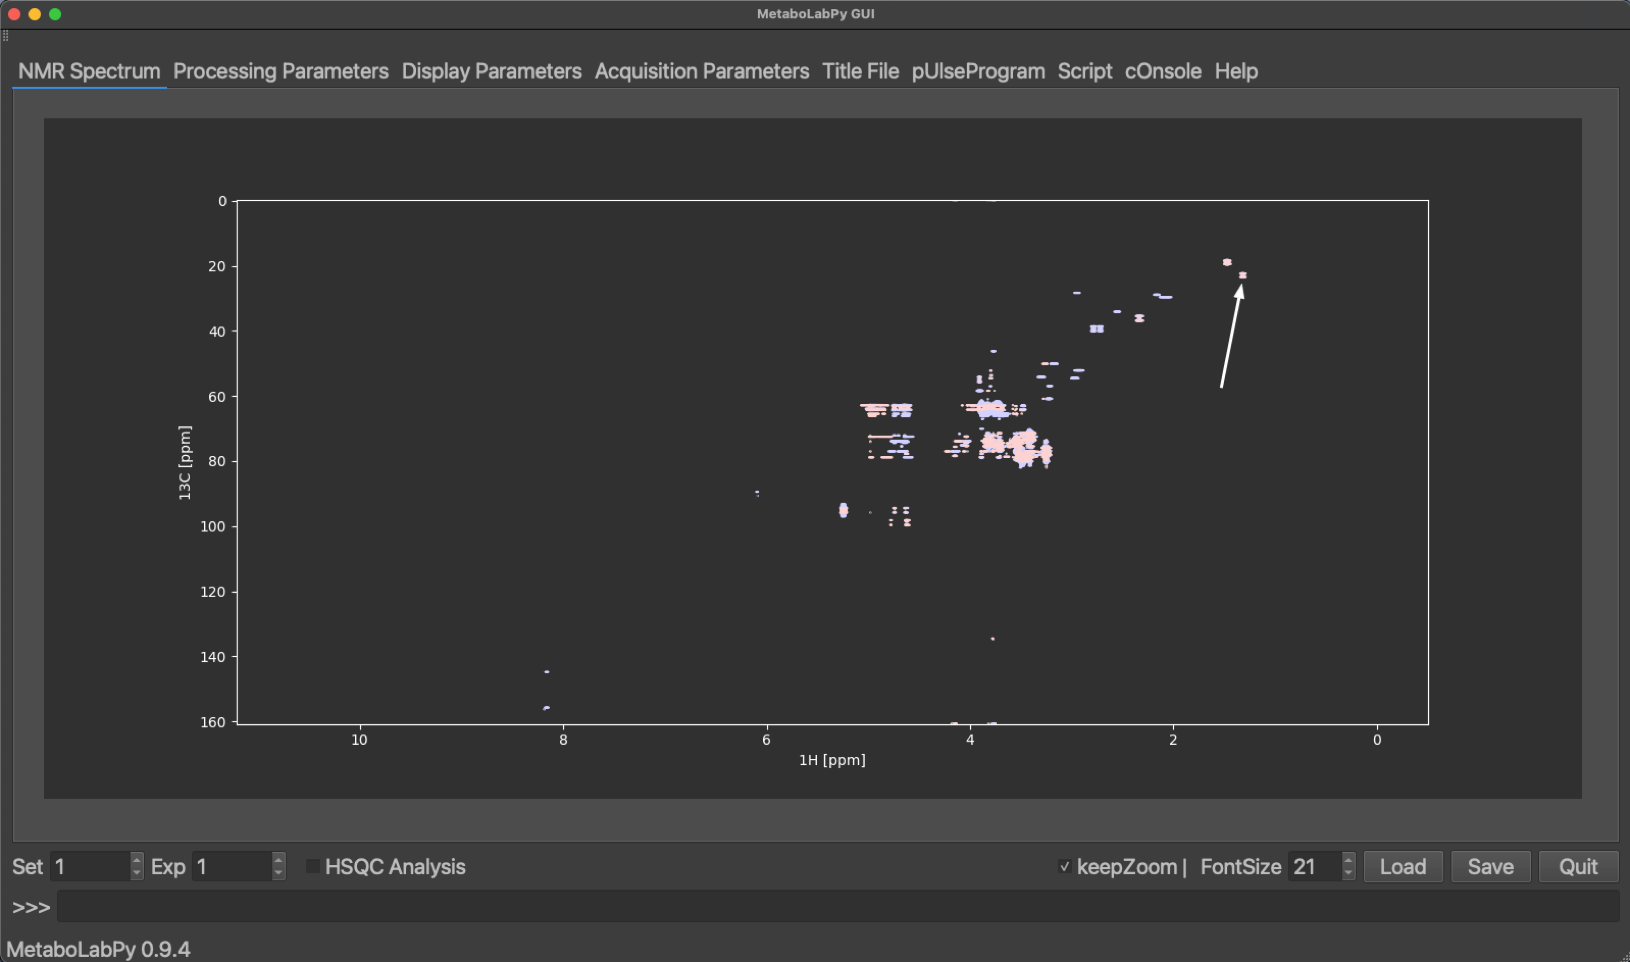 MetaboLabPy GUI
NMR Spectrum Processing Parameters Display Parameters Acquisition Parameters Title File pUlseProgram Script cOnsole Help
0
20
40
60
80
100
120
140
160
13C [ppm]
10 8 6 4 2 0
1H [ppm]
Set 1 Exp 1 HSQC Analysis keepZoom | FontSize 21 Load Save Quit
>>>
MetaboLabPy 0.9.4